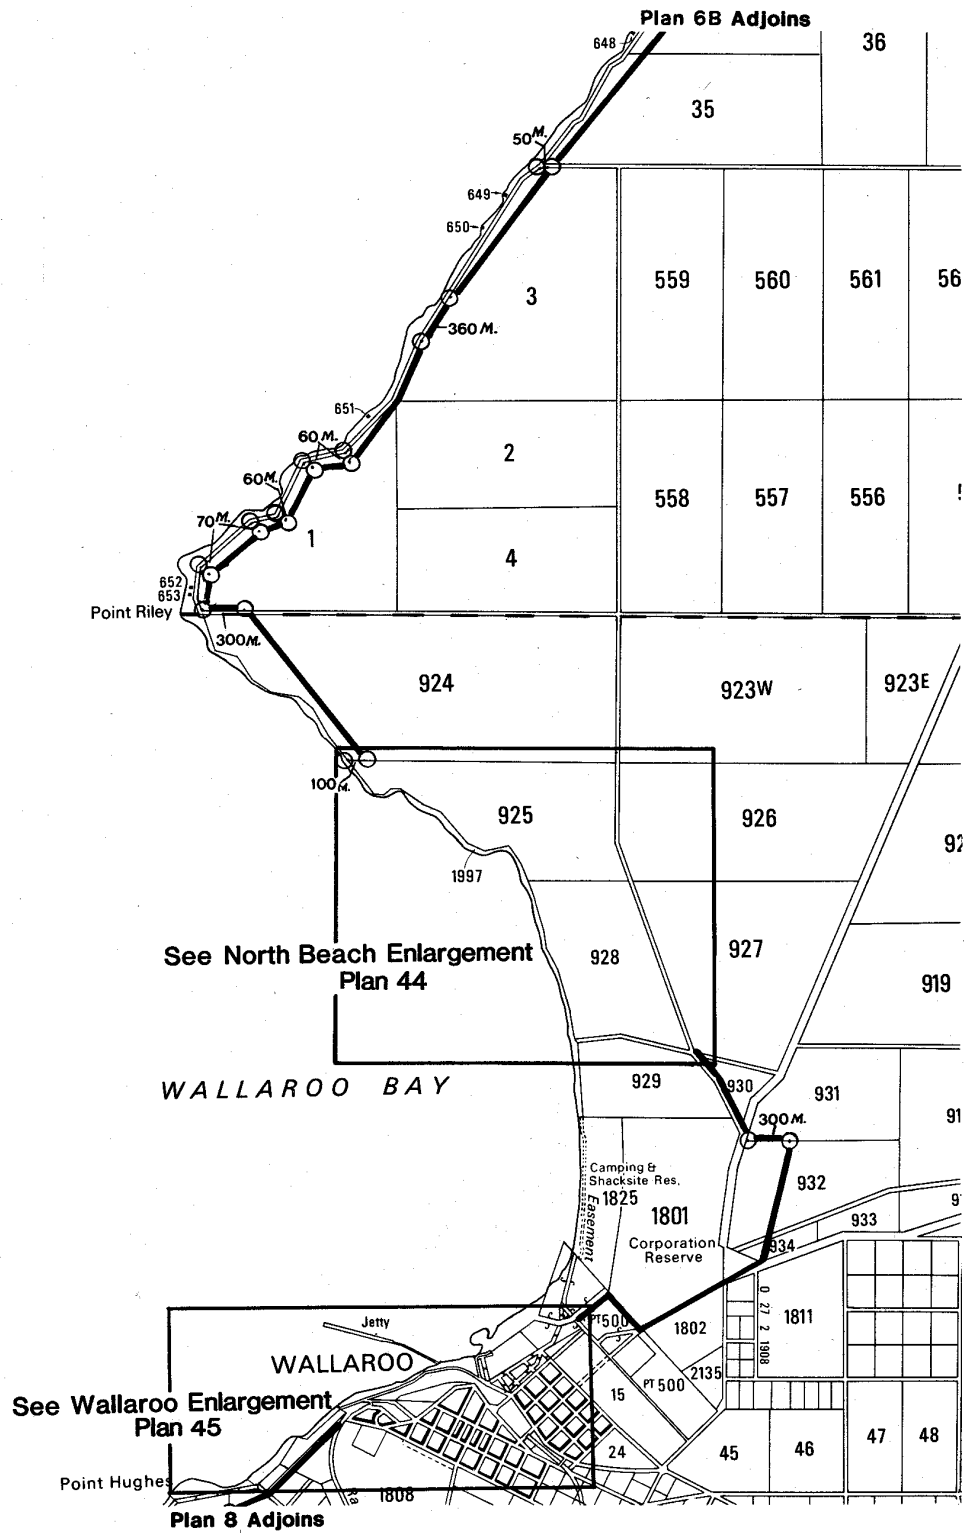 Plan 6B Adjoins
648
36
35
50M.
649
650
3
559
560
561
360M.
651
60M.
2
60M.
558
557
556
70M.
1
4
652
653
Point Riley
300M.
924
923W
923E
100M.
925
926
1997
See North Beach Enlargement
Plan 44
928
927
919
WALLAROO BAY
929
930
931
300M.
Camping &
Shacksite Res.
1825
932
Easement
1801
933
Corporation
Reserve
934
0 27 2 1908
1811
Jetty
PT500
1802
WALLAROO
2135
PT 500
15
See Wallaroo Enlargement
Plan 45
24
45
46
47
48
Point Hughes
1808
Plan 8 Adjoins